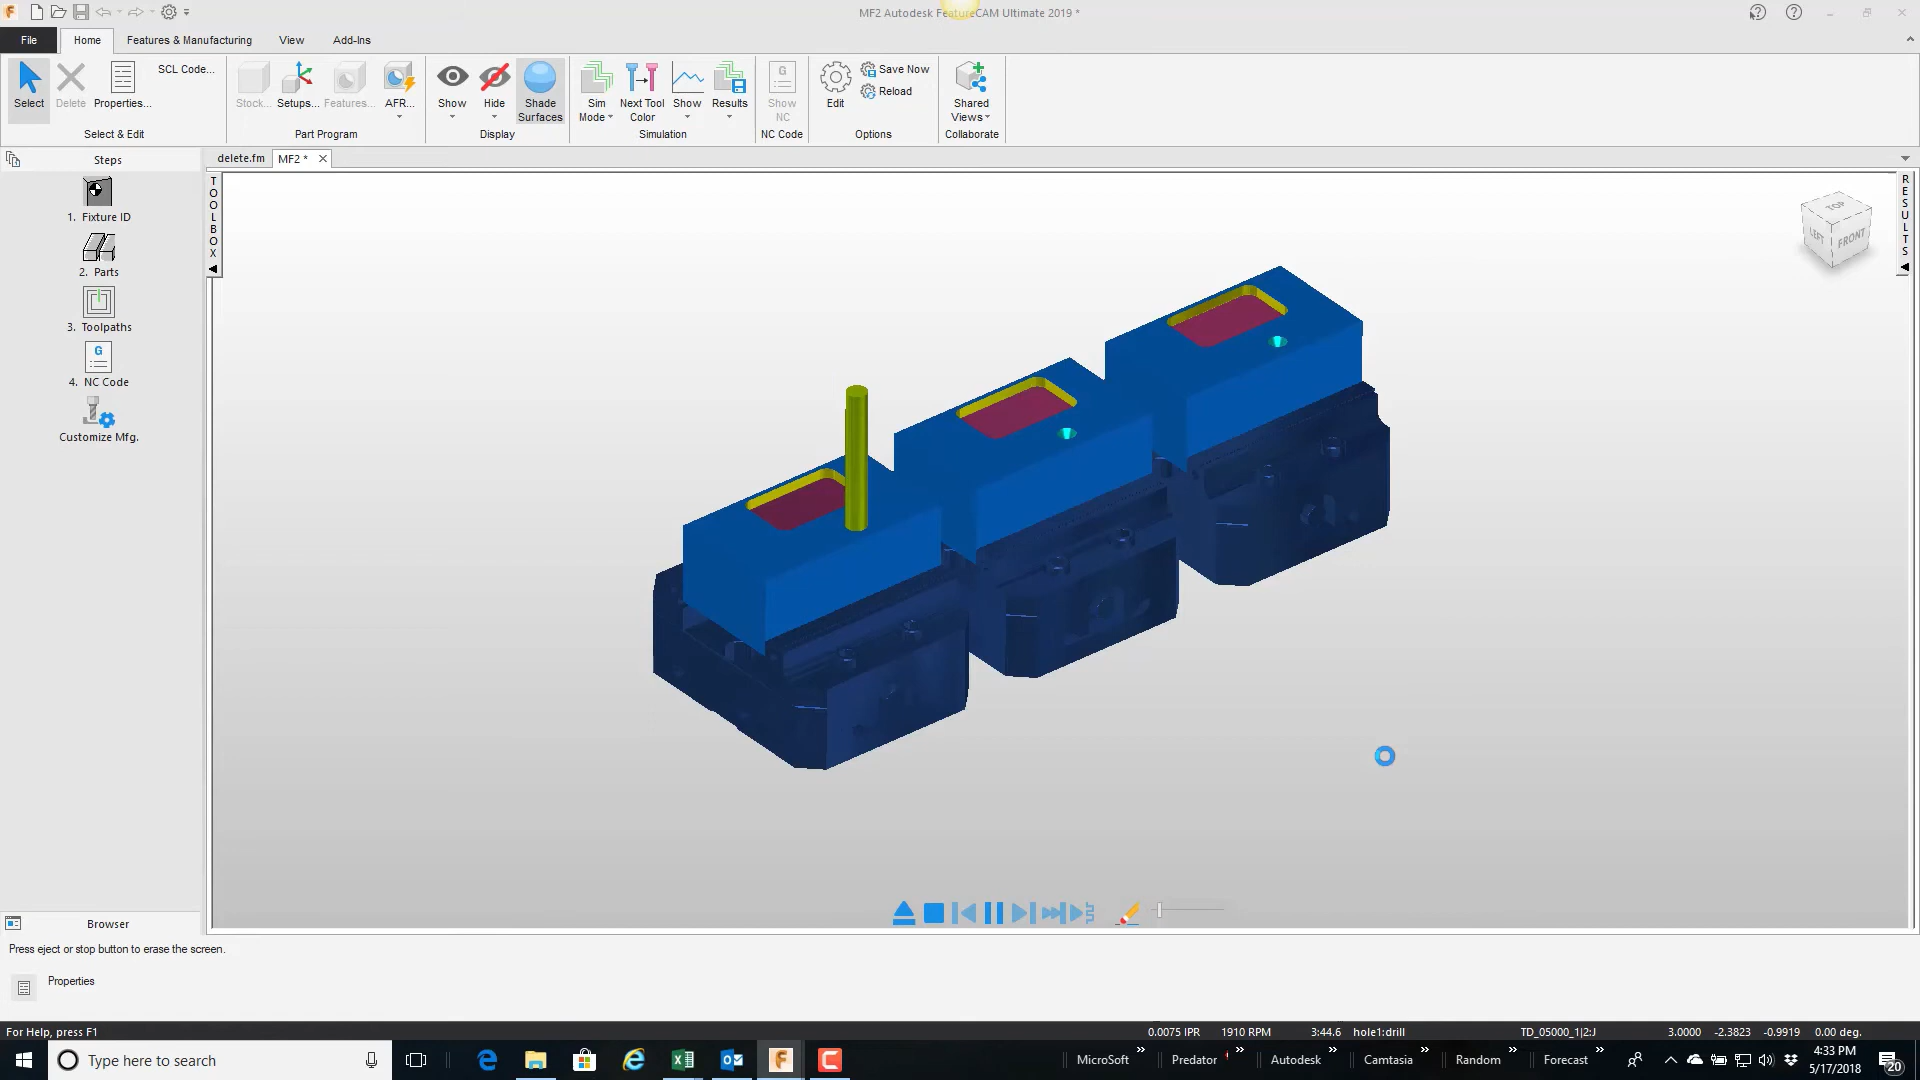 MF2 Autodesk FeatureCAM Ultimate 2019 *
File
Home
Features & Manufacturing
View
Add-Ins
Select
Delete
Properties...
SCL Code...
Select & Edit
Stock...
Setups...
Features...
AFR...
Part Program
Show
Hide
Shade
Surfaces
Display
Sim
Mode
Next Tool
Color
Show
Results
Simulation
G
Show
NC
NC Code
Edit
Save Now
Reload
Options
Shared
Views
Collaborate
Steps
delete.fm
MF2 *
1. Fixture ID
2. Parts
3. Toolpaths
G
4. NC Code
Customize Mfg.
TOOLBOX
RESULTS
TOP
LEFT
FRONT
Browser
Press eject or stop button to erase the screen.
Properties
For Help, press F1
0.0075 IPR
1910 RPM
3:44.6
hole1:drill
TD_05000_1|2:J
3.0000
-2.3823
-0.9919
0.00 deg.
Type here to search
MicroSoft
Predator
Autodesk
Camtasia
Random
Forecast
4:33 PM
5/17/2018
20